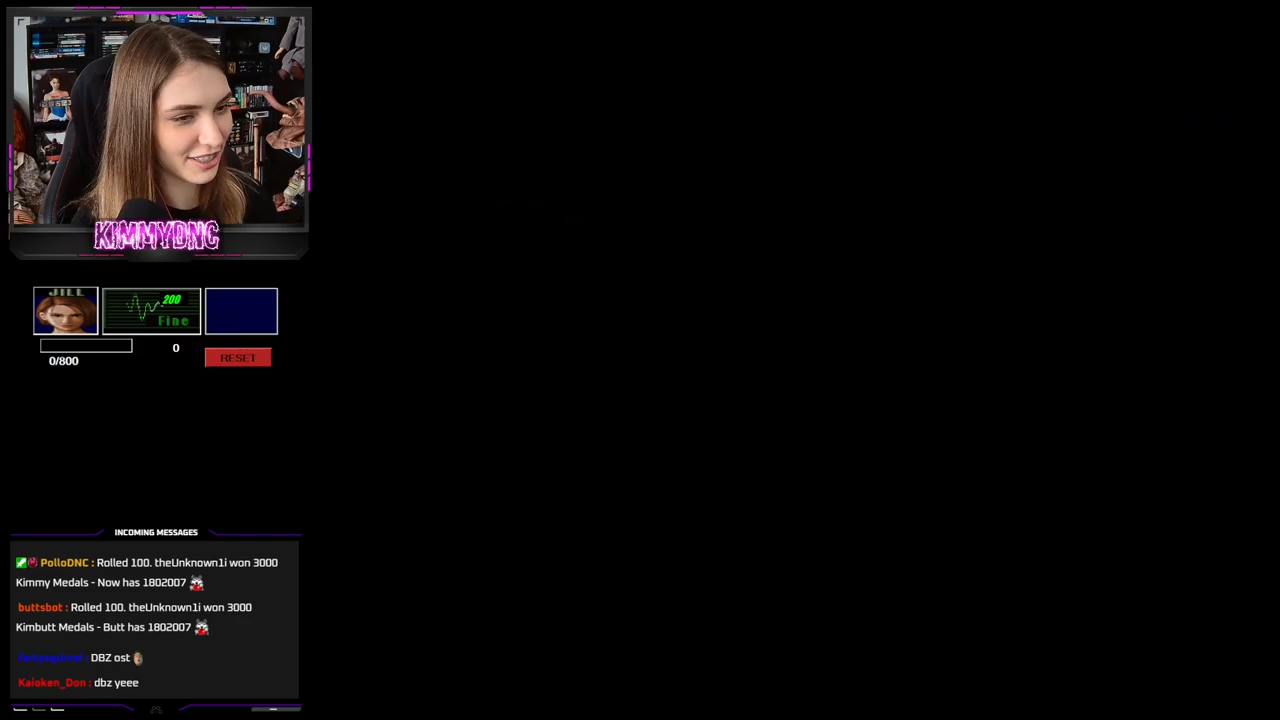 KIMMYDNC
JILL
200
Fine
0
0/800
RESET
INCOMING MESSAGES
PolloDNC : Rolled 100. theUnknown1i won 3000
Kimmy Medals - Now has 1802007
buttsbot : Rolled 100. theUnknown1i won 3000
Kimbutt Medals - Butt has 1802007
DBZ ost
Kaioken_Don : dbz yeee